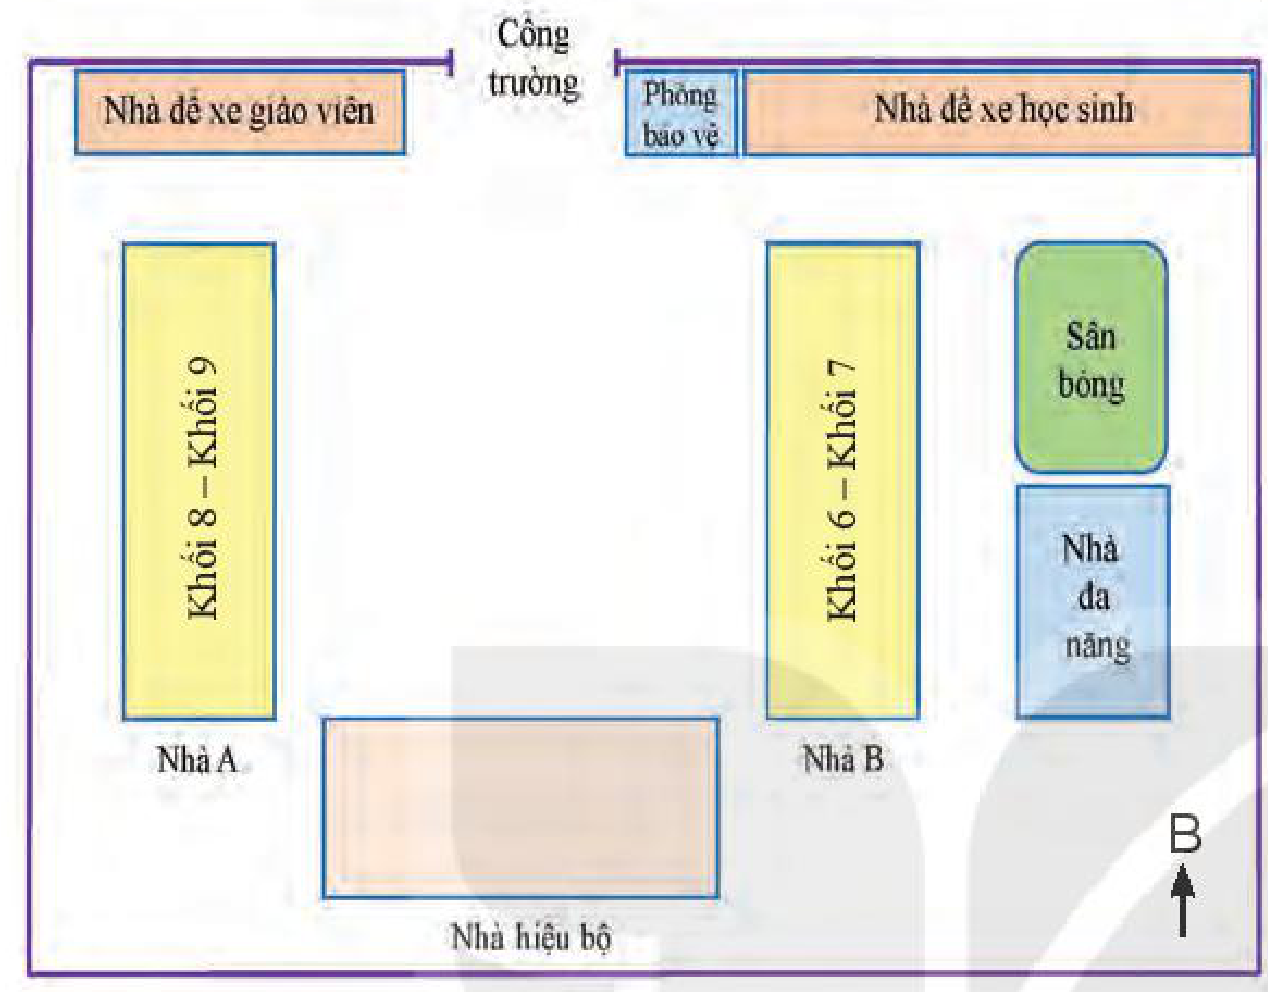 Cổng
trường
Nhà để xe giáo viên
Phòng
bảo vệ
Nhà để xe học sinh
Khối 8 – Khối 9
Khối 6 – Khối 7
Sân
bóng
Nhà
đa
năng
Nhà A
Nhà B
Nhà hiệu bộ
B